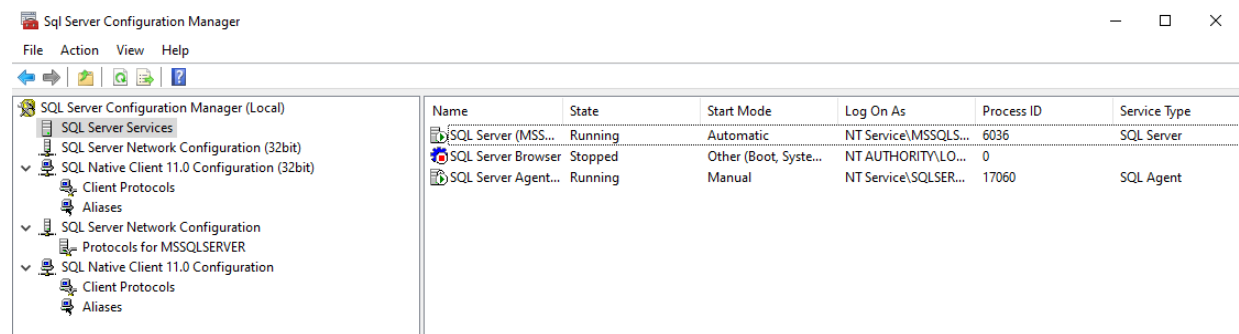 Sql Server Configuration Manager
File Action View Help
SQL Server Configuration Manager (Local)
SQL Server Services
SQL Server Network Configuration (32bit)
SQL Native Client 11.0 Configuration (32bit)
Client Protocols
Aliases
SQL Server Network Configuration
Protocols for MSSQLSERVER
SQL Native Client 11.0 Configuration
Client Protocols
Aliases
Name State Start Mode Log On As Process ID Service Type
SQL Server (MSS... Running Automatic NT Service\MSSQLS... 6036 SQL Server
SQL Server Browser Stopped Other (Boot, Syste... NT AUTHORITY\LO... 0
SQL Server Agent... Running Manual NT Service\SQLSER... 17060 SQL Agent